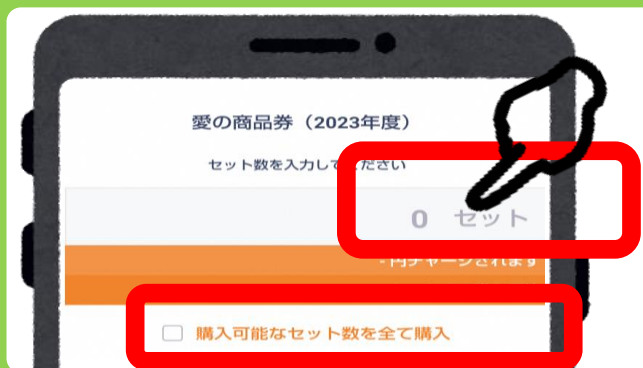 愛の商品券（2023年度）
セット数を入力してください
0 セット
- 円チャージされます
購入可能なセット数を全て購入